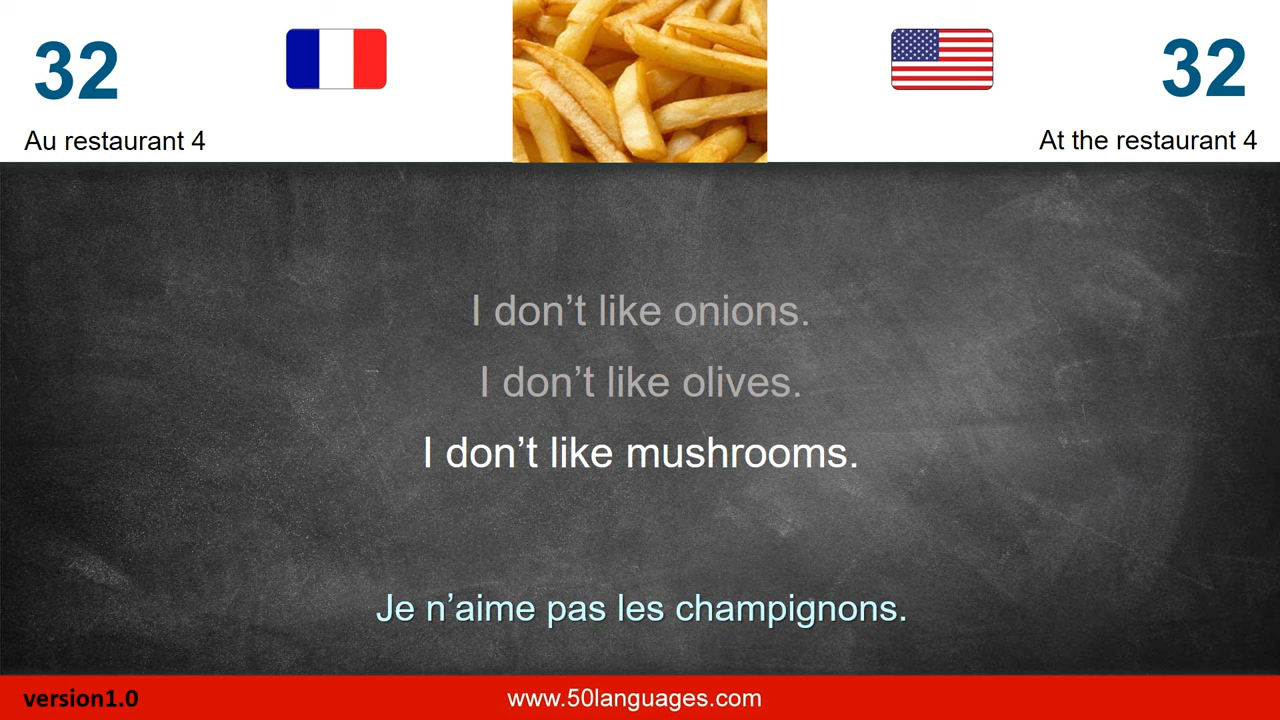 32
32
Au restaurant 4
At the restaurant 4
I don’t like onions.
I don’t like olives.
I don’t like mushrooms.
Je n’aime pas les champignons.
version1.0
www.50languages.com